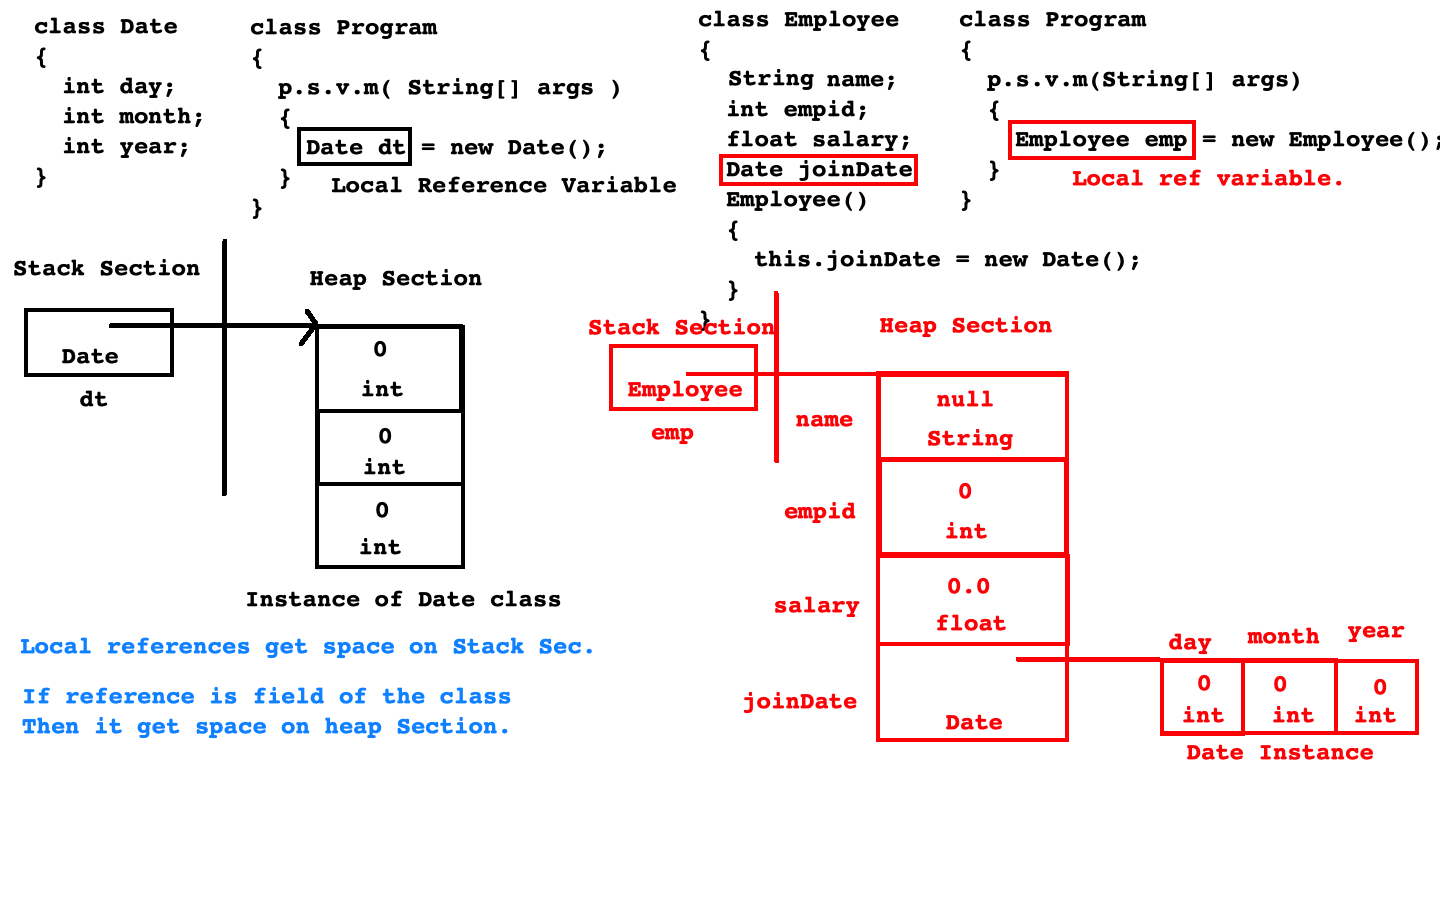 class Date
{
int day;
int month;
int year;
}
class Program
{
p.s.v.m( String[] args )
{
Date dt = new Date();
}
Local Reference Variable
}
Stack Section
Heap Section
Date
dt
0
int
0
int
0
int
Instance of Date class
Local references get space on Stack Sec.
If reference is field of the class
Then it get space on heap Section.
class Employee
{
String name;
int empid;
float salary;
Date joinDate
Employee()
{
this.joinDate = new Date();
}
}
class Program
{
p.s.v.m(String[] args)
{
Employee emp = new Employee();
}
Local ref variable.
}
Stack Section
Heap Section
Employee
emp
name
null
String
empid
0
int
salary
0.0
float
joinDate
Date
day month year
0 0 0
int int int
Date Instance